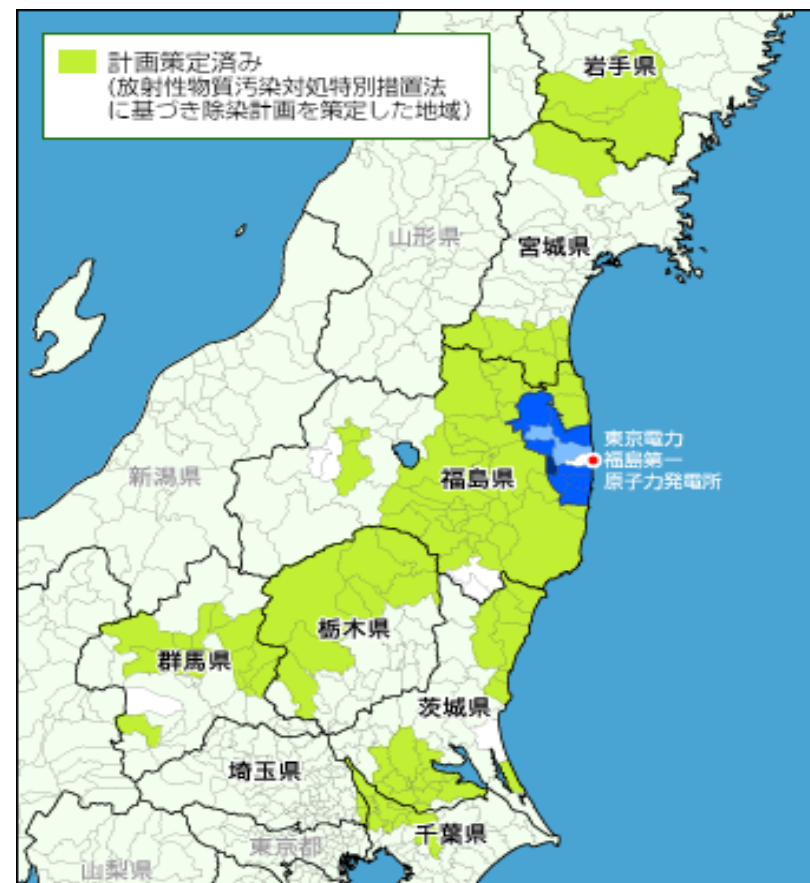 計画策定済み
(放射性物質汚染対処特別措置法
に基づき除染計画を策定した地域)
岩手県
山形県
宮城県
東京電力
福島第一
原子力発電所
新潟県
福島県
栃木県
群馬県
茨城県
埼玉県
千葉県
東京都
山梨県